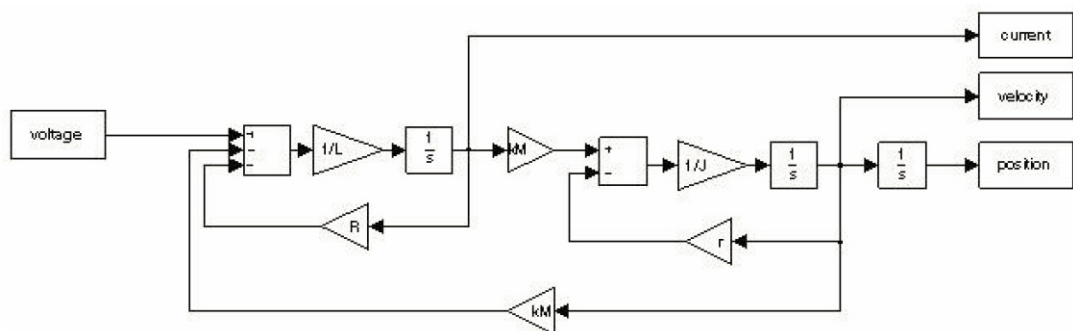 current
velocity
voltage
1/L
1
s
kM
+
−
1/J
1
s
1
s
position
−
−
R
r
kM